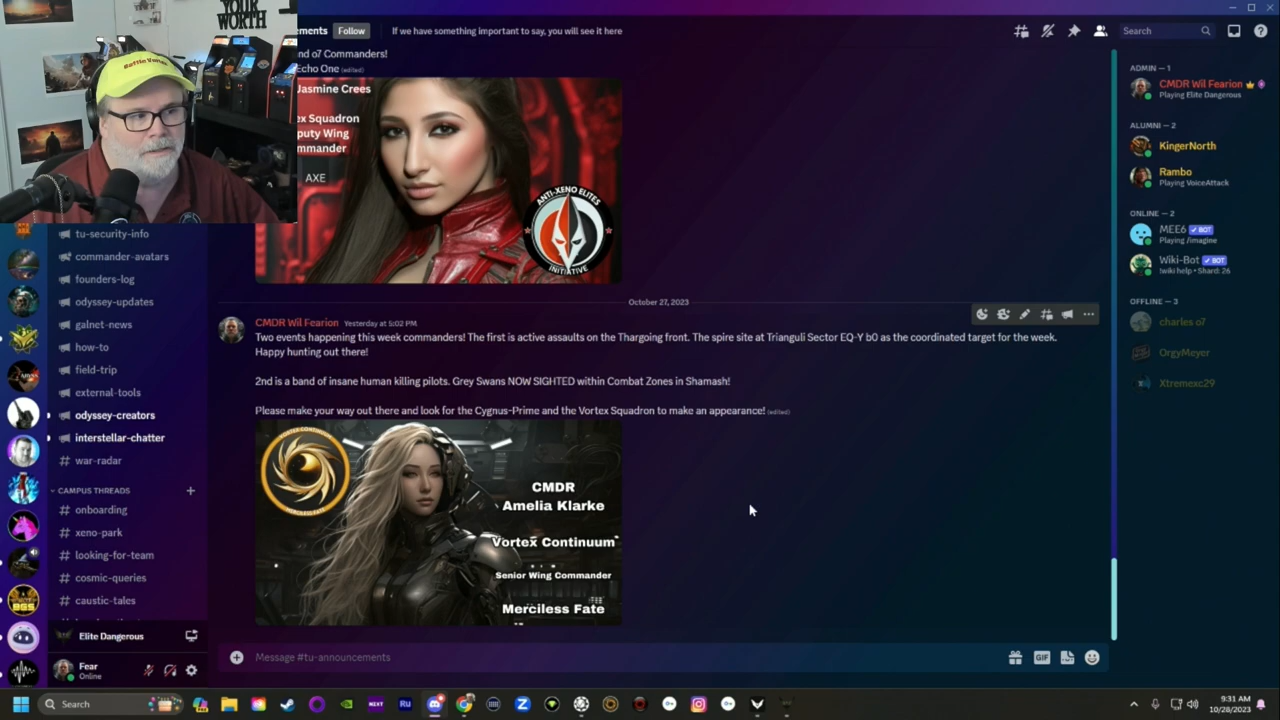 YOUR
WORTH
ements
Follow
If we have something important to say, you will see it here
Search
nd o7 Commanders!
Echo One (edited)
Jasmine Crees
ex Squadron
puty Wing
mmander
AXE
ANTI-XENO ELITES
INITIATIVE
ADMIN — 1
CMDR Wil Fearion
Playing Elite Dangerous
ALUMNI — 2
KingerNorth
Rambo
Playing VoiceAttack
ONLINE — 2
MEE6 ✓ BOT
Playing /imagine
Wiki-Bot ✓ BOT
!wiki help • Shard: 26
OFFLINE — 3
charles o7
OrgyMeyer
Xtremexc29
tu-security-info
commander-avatars
founders-log
odyssey-updates
galnet-news
how-to
field-trip
external-tools
odyssey-creators
interstellar-chatter
war-radar
CAMPUS THREADS
onboarding
xeno-park
looking-for-team
cosmic-queries
caustic-tales
Elite Dangerous
Fear
Online
October 27, 2023
CMDR Wil Fearion Yesterday at 5:02 PM
Two events happening this week commanders! The first is active assaults on the Thargoing front. The spire site at Trianguli Sector EQ-Y b0 as the coordinated target for the week.
Happy hunting out there!
2nd is a band of insane human killing pilots. Grey Swans NOW SIGHTED within Combat Zones in Shamash!
Please make your way out there and look for the Cygnus-Prime and the Vortex Squadron to make an appearance! (edited)
VORTEX CONTINUUM
MERCILESS FATE
CMDR
Amelia Klarke
Vortex Continuum
Senior Wing Commander
Merciless Fate
Message #tu-announcements
GIF
Search
9:31 AM
10/28/2023